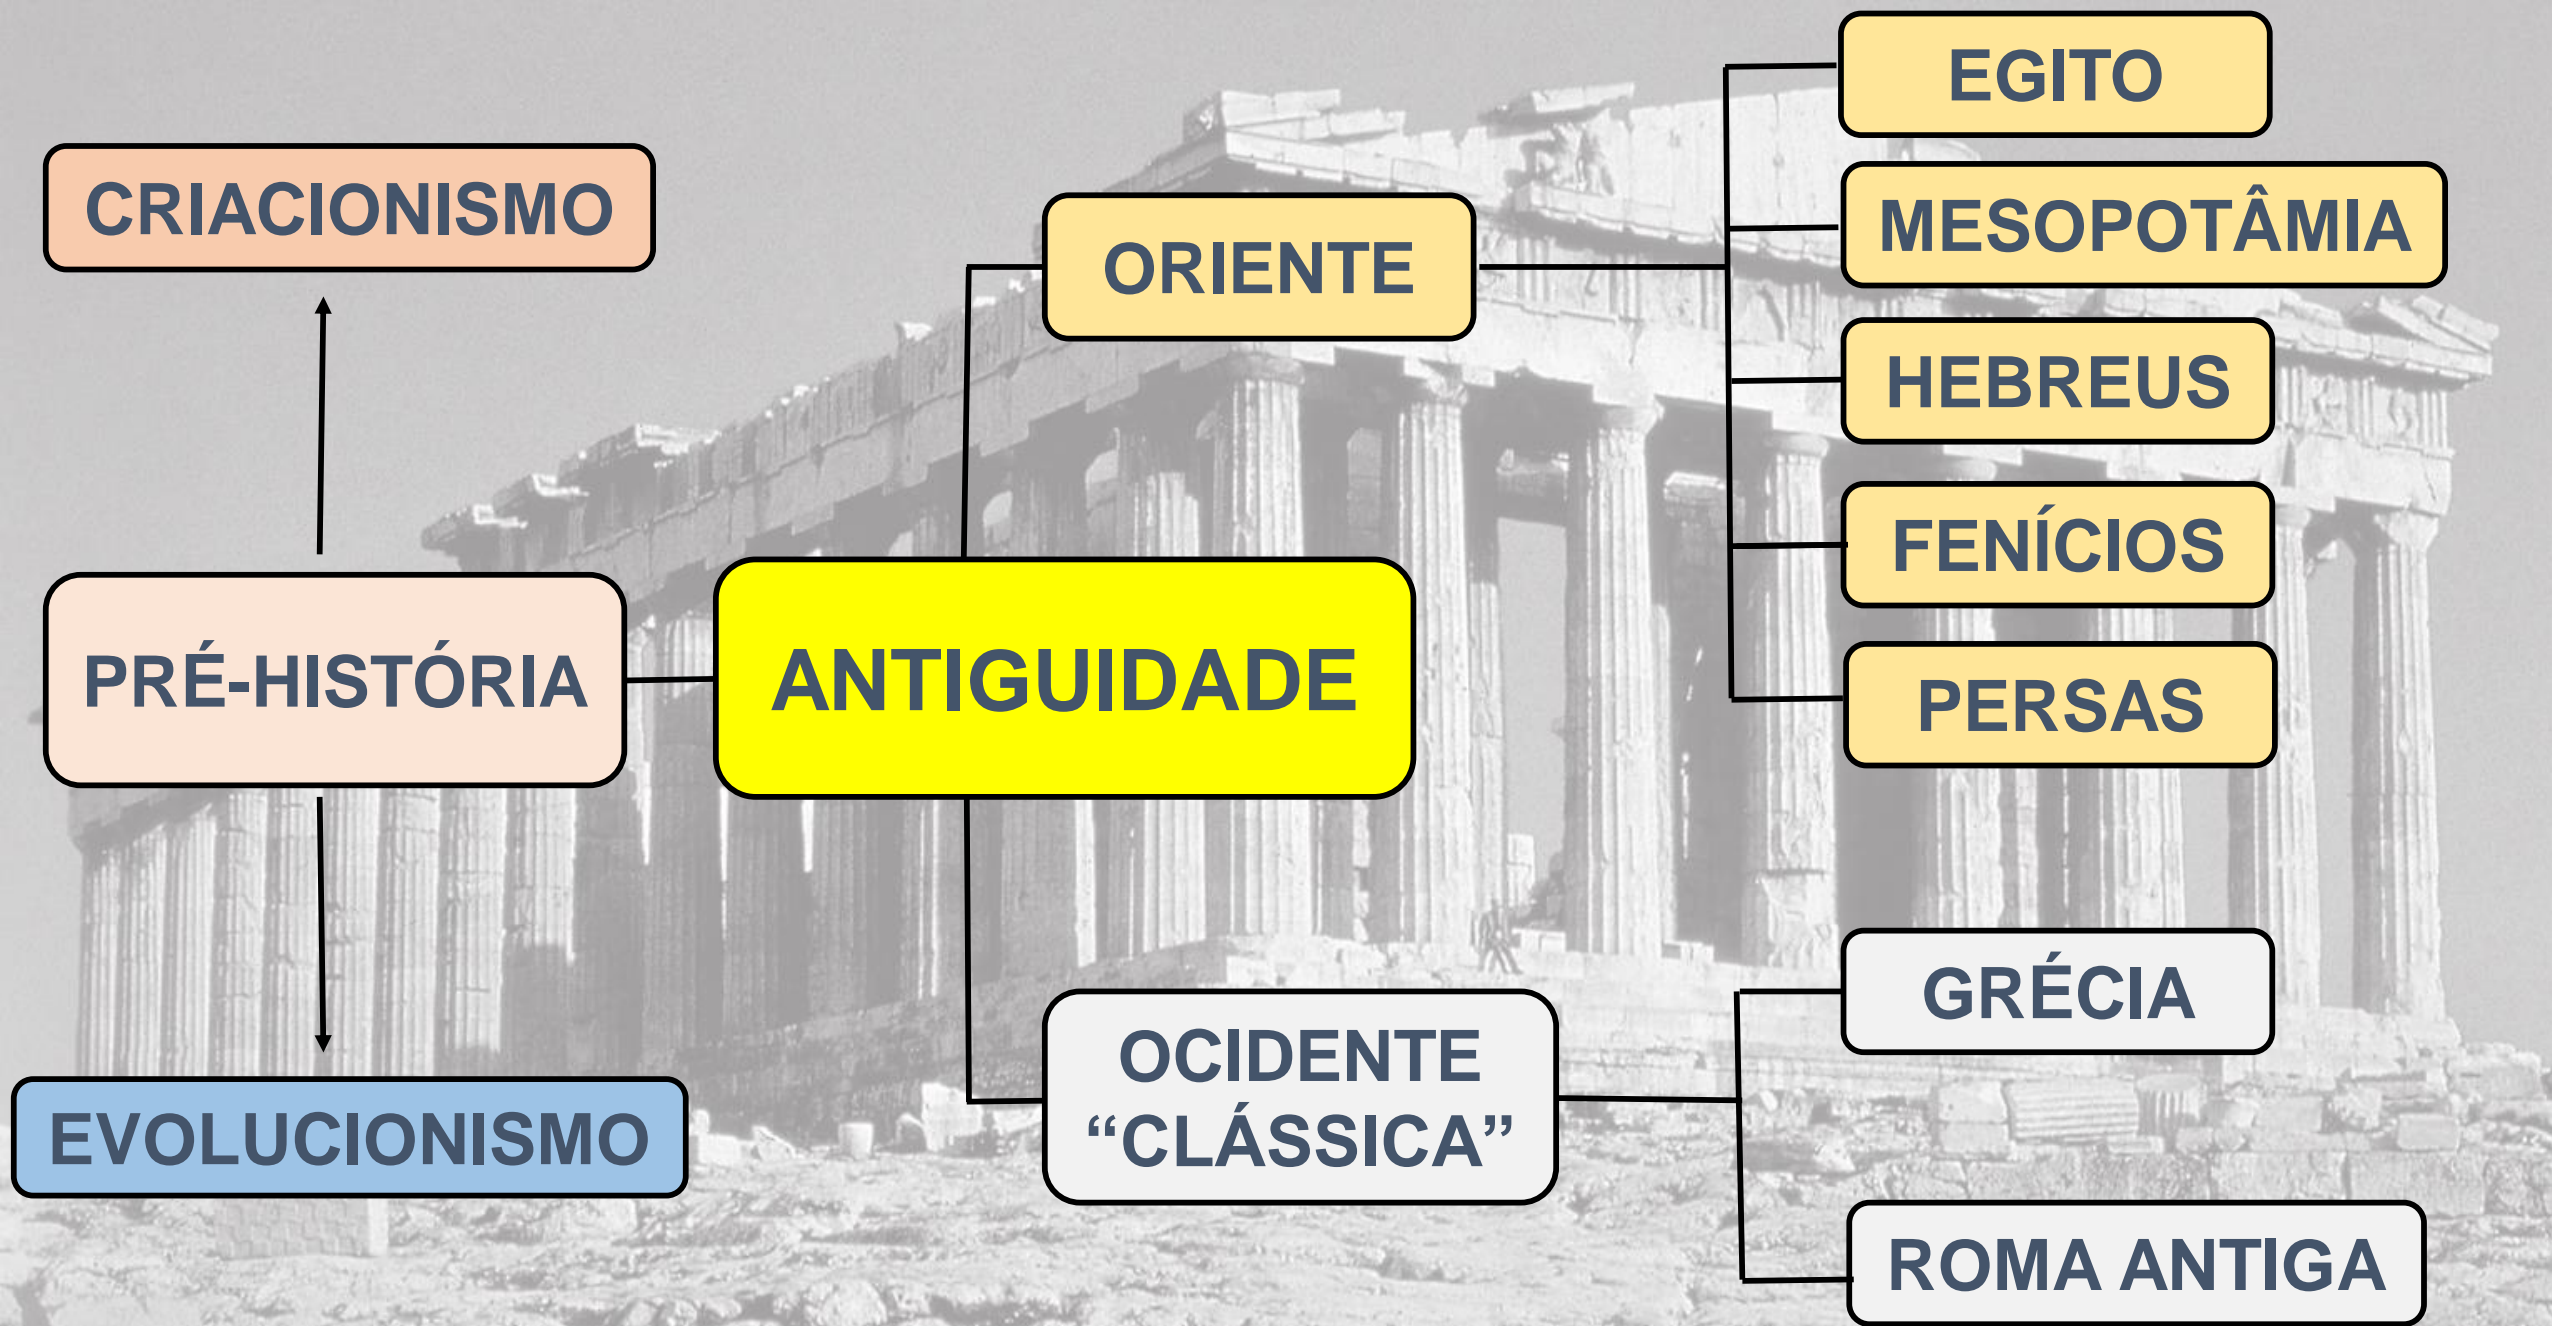 CRIACIONISMO
PRÉ-HISTÓRIA
EVOLUCIONISMO
ANTIGUIDADE
ORIENTE
EGITO
MESOPOTÂMIA
HEBREUS
FENÍCIOS
PERSAS
OCIDENTE
“CLÁSSICA”
GRÉCIA
ROMA ANTIGA